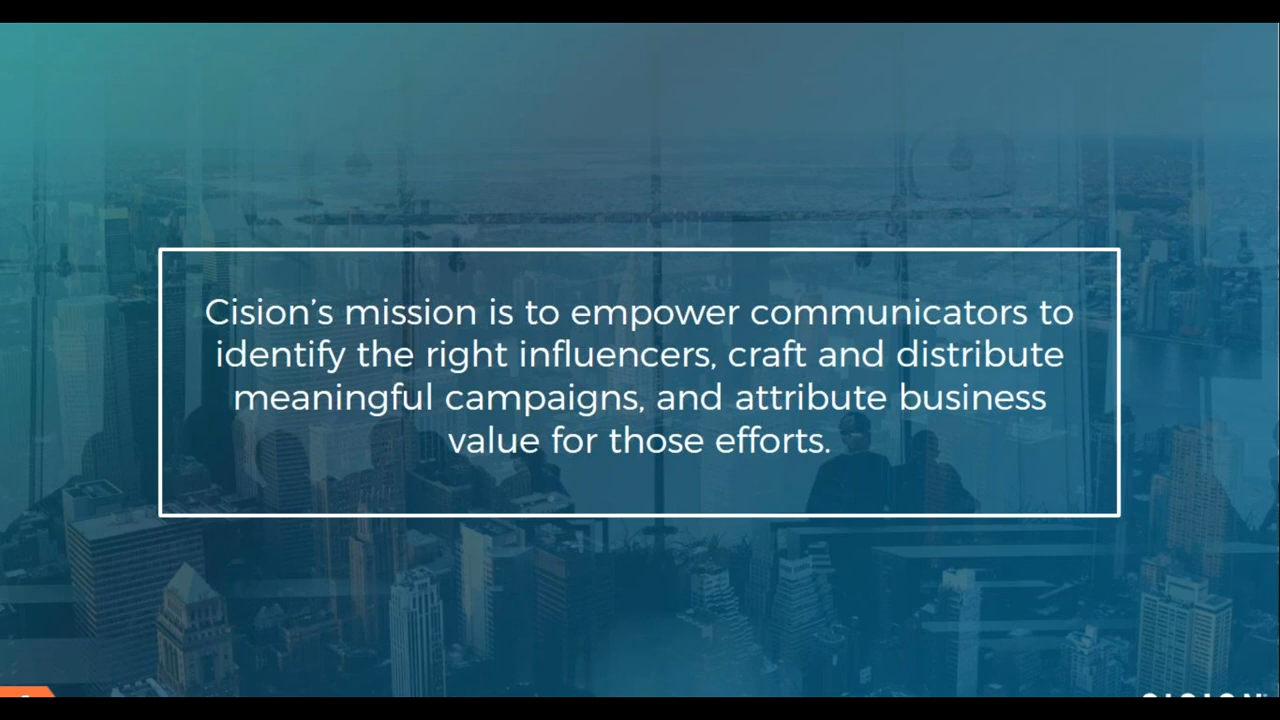 Cision’s mission is to empower communicators to
identify the right influencers, craft and distribute
meaningful campaigns, and attribute business
value for those efforts.